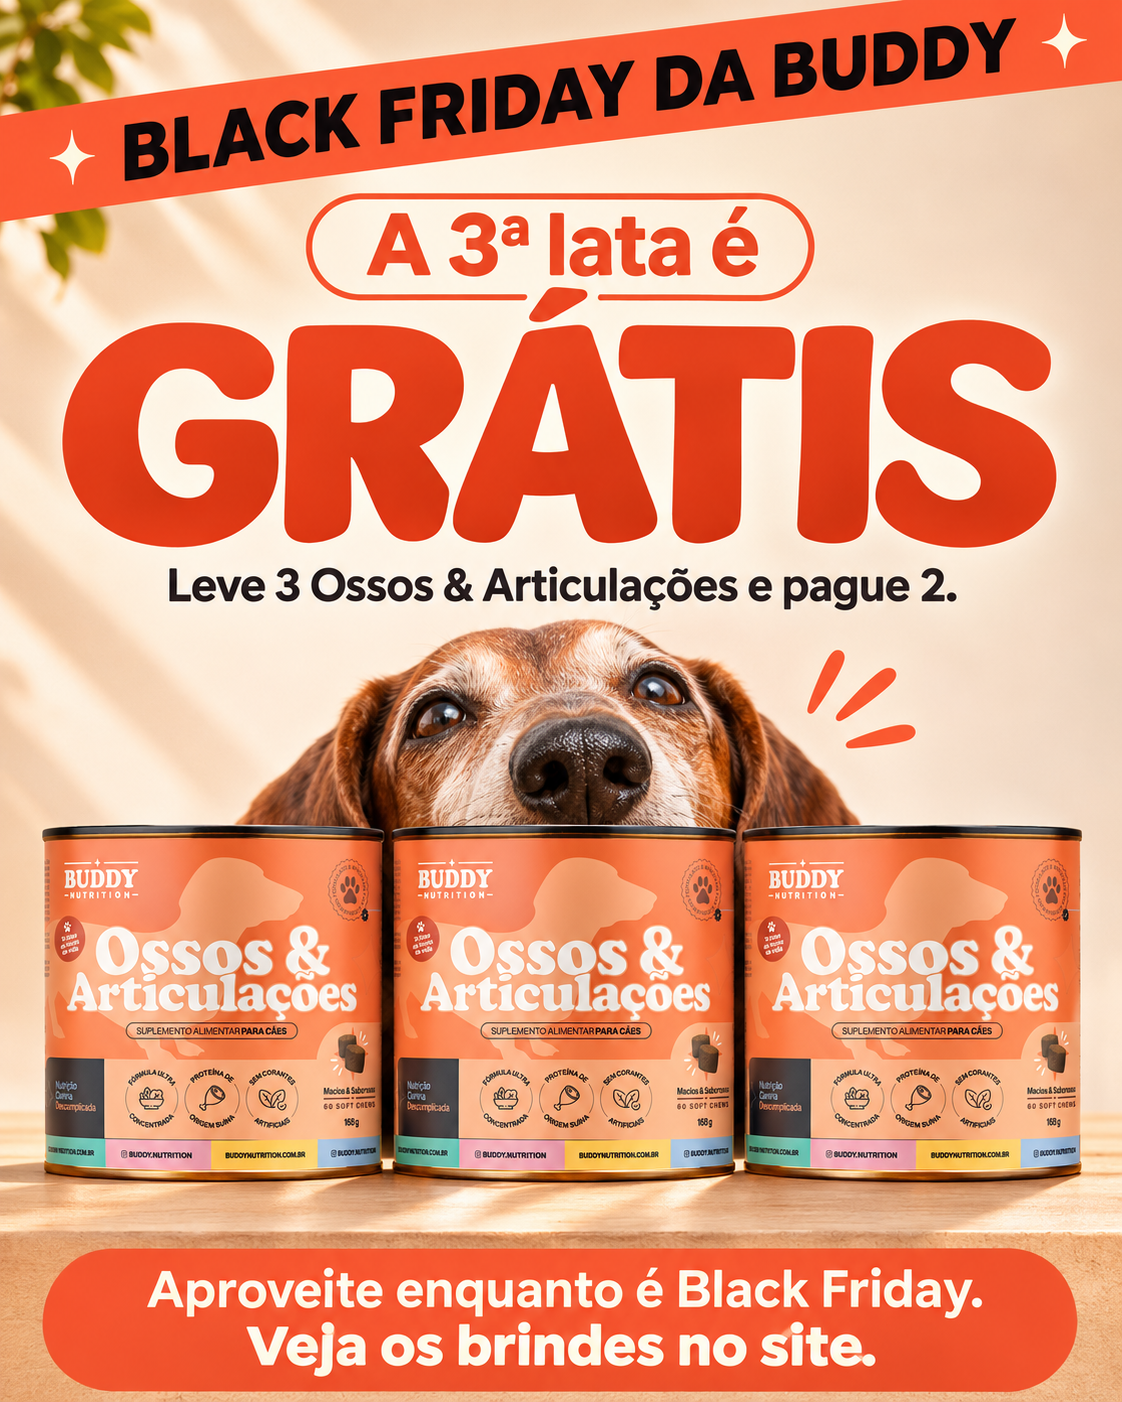 BLACK FRIDAY DA BUDDY
A 3ª lata é
GRÁTIS
Leve 3 Ossos & Articulações e pague 2.
BUDDY
NUTRITION
Ossos &
Articulações
SUPLEMENTO ALIMENTAR PARA CÃES
FÓRMULA ULTRA CONCENTRADA
PROTEÍNA DE ORIGEM SUÍNA
SEM CORANTES ARTIFICIAIS
Nutrição
Canina
Descomplicada
Macios & Saborosos
60 SOFT CHEWS
168g
BUDDY.NUTRITION
BUDDYNUTRITION.COM.BR
BUDDY.NUTRITION
BUDDY
NUTRITION
Ossos &
Articulações
SUPLEMENTO ALIMENTAR PARA CÃES
FÓRMULA ULTRA CONCENTRADA
PROTEÍNA DE ORIGEM SUÍNA
SEM CORANTES ARTIFICIAIS
Nutrição
Canina
Descomplicada
Macios & Saborosos
60 SOFT CHEWS
168g
BUDDY.NUTRITION
BUDDYNUTRITION.COM.BR
BUDDY.NUTRITION
BUDDY
NUTRITION
Ossos &
Articulações
SUPLEMENTO ALIMENTAR PARA CÃES
FÓRMULA ULTRA CONCENTRADA
PROTEÍNA DE ORIGEM SUÍNA
SEM CORANTES ARTIFICIAIS
Nutrição
Canina
Descomplicada
Macios & Saborosos
60 SOFT CHEWS
168g
BUDDY.NUTRITION
BUDDYNUTRITION.COM.BR
BUDDY.NUTRITION
Aproveite enquanto é Black Friday.
Veja os brindes no site.